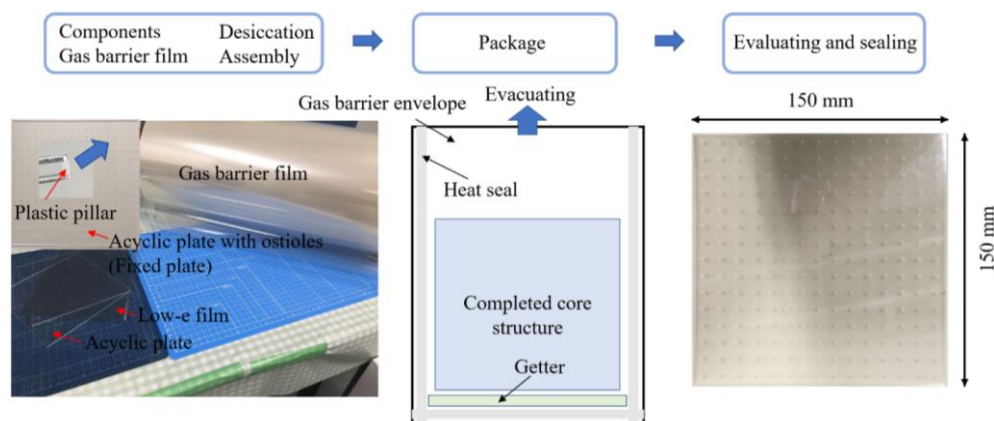 Components Desiccation
Gas barrier film Assembly
Package
Evaluating and sealing
Gas barrier film
Plastic pillar
Acyclic plate with ostioles
(Fixed plate)
Low-e film
Acyclic plate
Gas barrier envelope
Evacuating
Heat seal
Completed core
structure
Getter
150 mm
150 mm